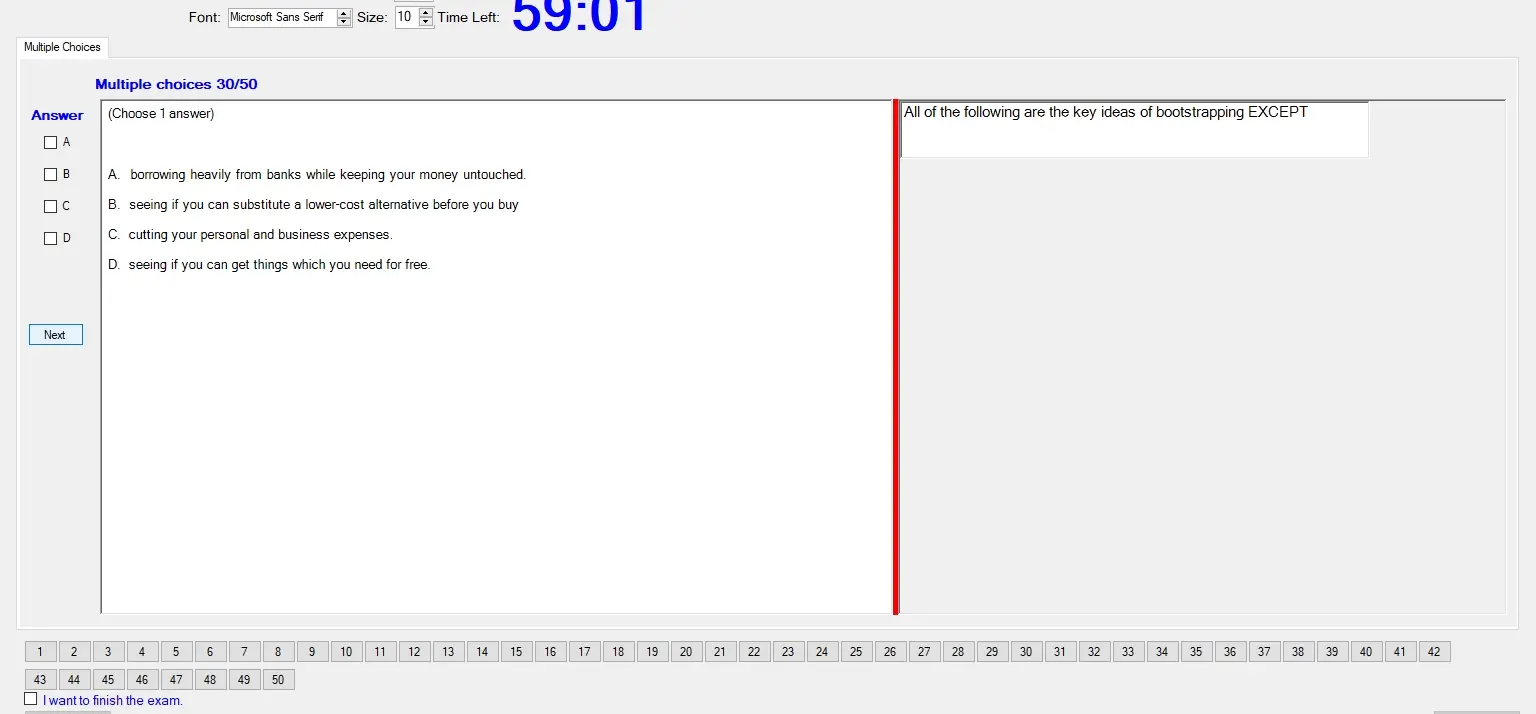 Font: Microsoft Sans Serif Size: 10 Time Left: 59:01
Multiple Choices
Multiple choices 30/50
Answer
A
B
C
D
Next
(Choose 1 answer)
A. borrowing heavily from banks while keeping your money untouched.
B. seeing if you can substitute a lower-cost alternative before you buy
C. cutting your personal and business expenses.
D. seeing if you can get things which you need for free.
All of the following are the key ideas of bootstrapping EXCEPT
1 2 3 4 5 6 7 8 9 10 11 12 13 14 15 16 17 18 19 20 21 22 23 24 25 26 27 28 29 30 31 32 33 34 35 36 37 38 39 40 41 42
43 44 45 46 47 48 49 50
I want to finish the exam.